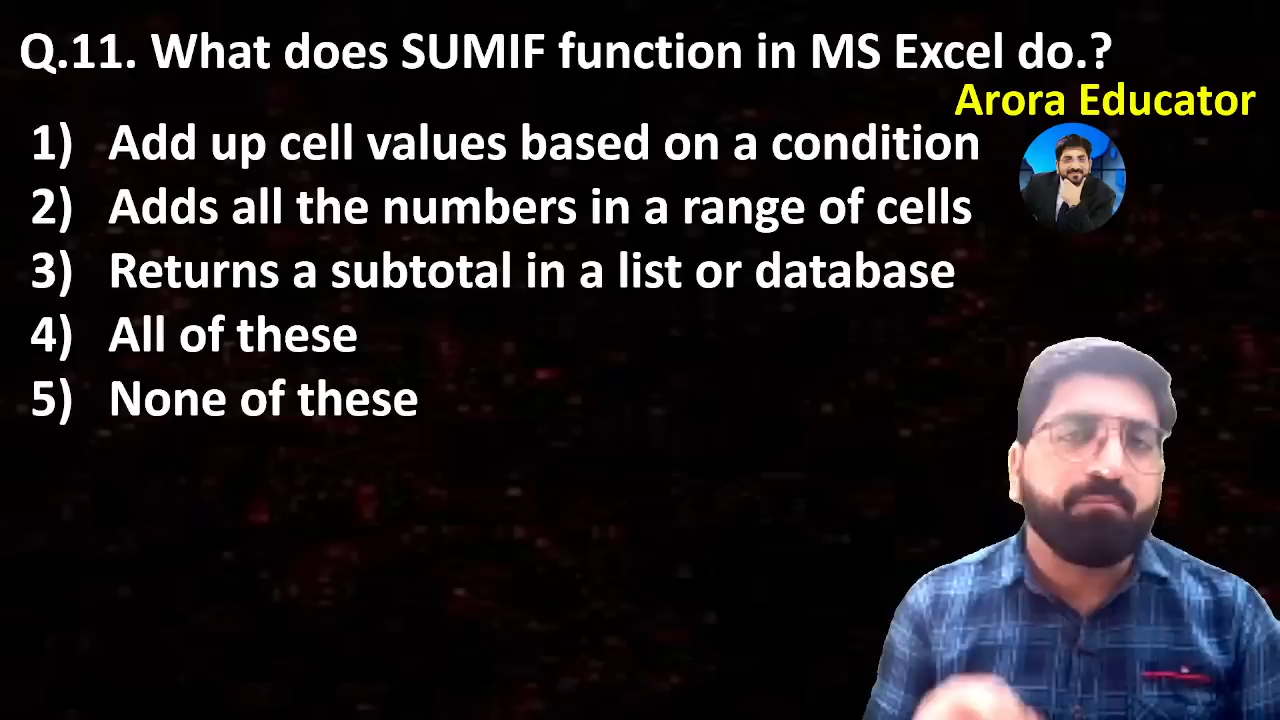 Q.11. What does SUMIF function in MS Excel do.?
Arora Educator
1) Add up cell values based on a condition
2) Adds all the numbers in a range of cells
3) Returns a subtotal in a list or database
4) All of these
5) None of these